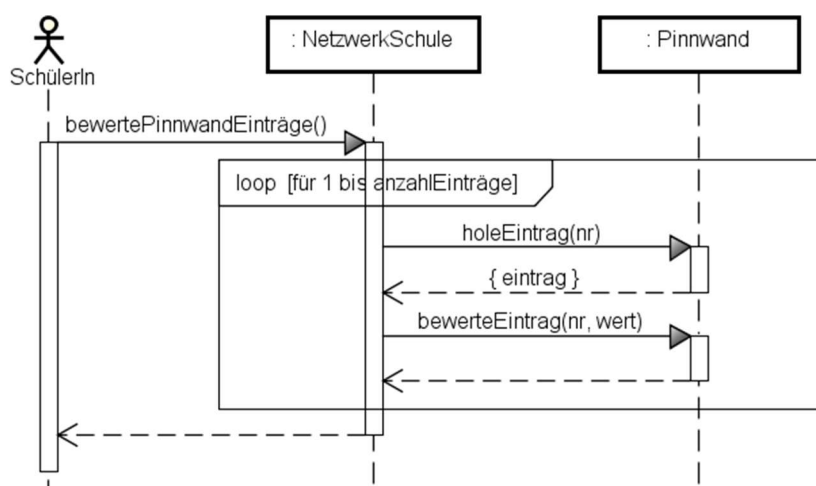 : NetzwerkSchule
: Pinnwand
SchülerIn
bewertePinnwandEinträge()
loop [für 1 bis anzahlEinträge]
holeEintrag(nr)
{ eintrag }
bewerteEintrag(nr, wert)